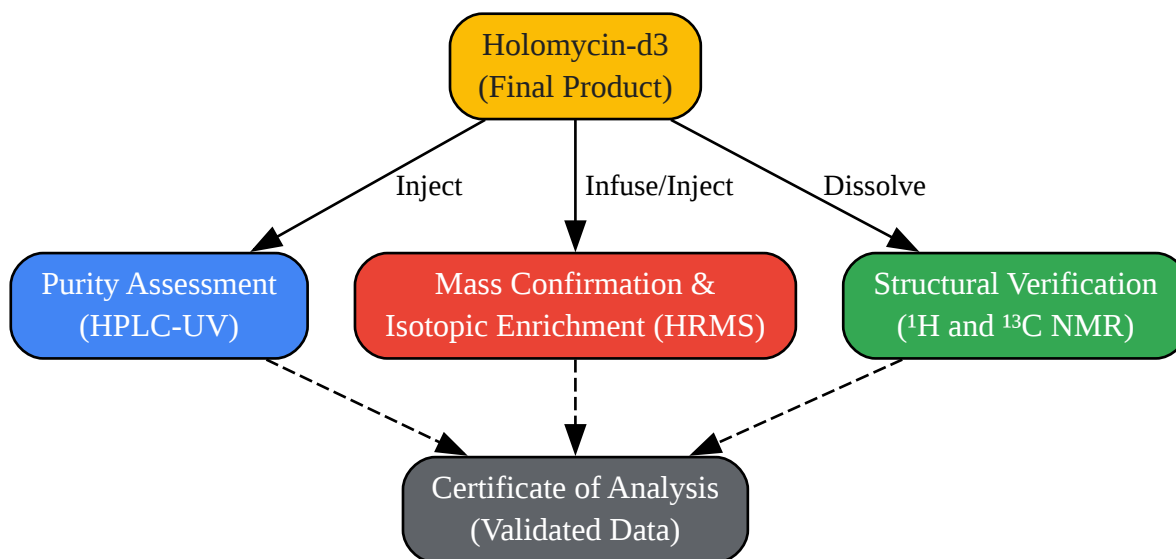 Holomycin-d3
(Final Product)
Inject
Infuse/Inject
Dissolve
Purity Assessment
(HPLC-UV)
Mass Confirmation &
Isotopic Enrichment (HRMS)
Structural Verification
(¹H and ¹³C NMR)
Certificate of Analysis
(Validated Data)